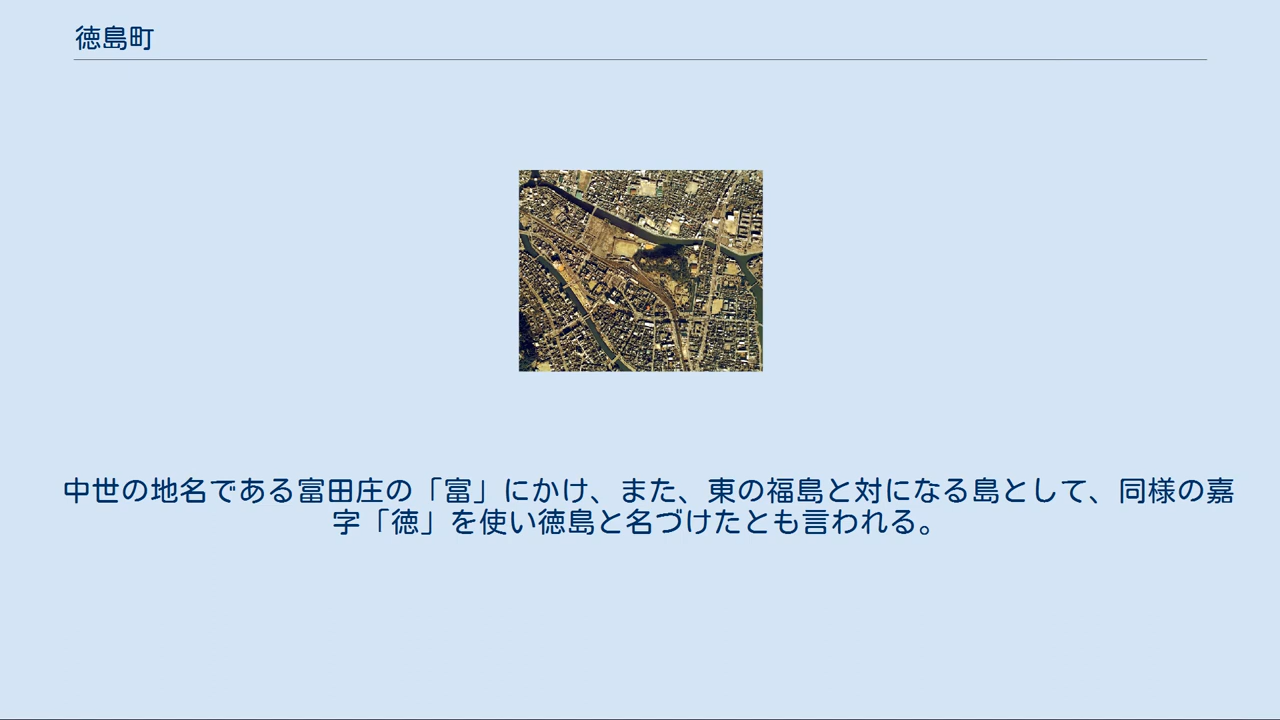 徳島町
中世の地名である富田庄の「富」にかけ、また、東の福島と対になる島として、同様の嘉
字「徳」を使い徳島と名づけたとも言われる。